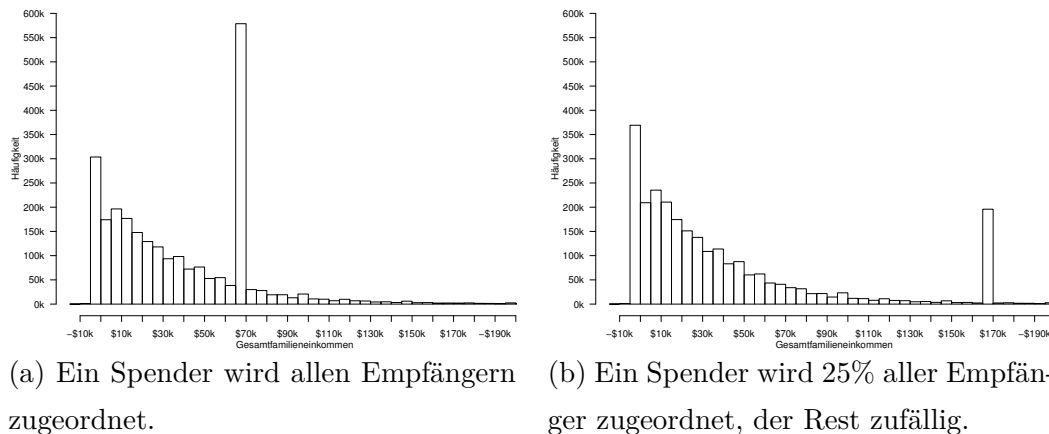 600k
550k
500k
450k
400k
350k
300k
250k
200k
150k
100k
50k
0k
Häufigkeit
−$10k $10k $30k $50k $70k $90k $110k $130k $150k $170k −$190k
Gesamtfamilieneinkommen
(a) Ein Spender wird allen Empfängern
zugeordnet.
600k
550k
500k
450k
400k
350k
300k
250k
200k
150k
100k
50k
0k
Häufigkeit
−$10k $10k $30k $50k $70k $90k $110k $130k $150k $170k −$190k
Gesamtfamilieneinkommen
(b) Ein Spender wird 25% aller Empfän-
ger zugeordnet, der Rest zufällig.